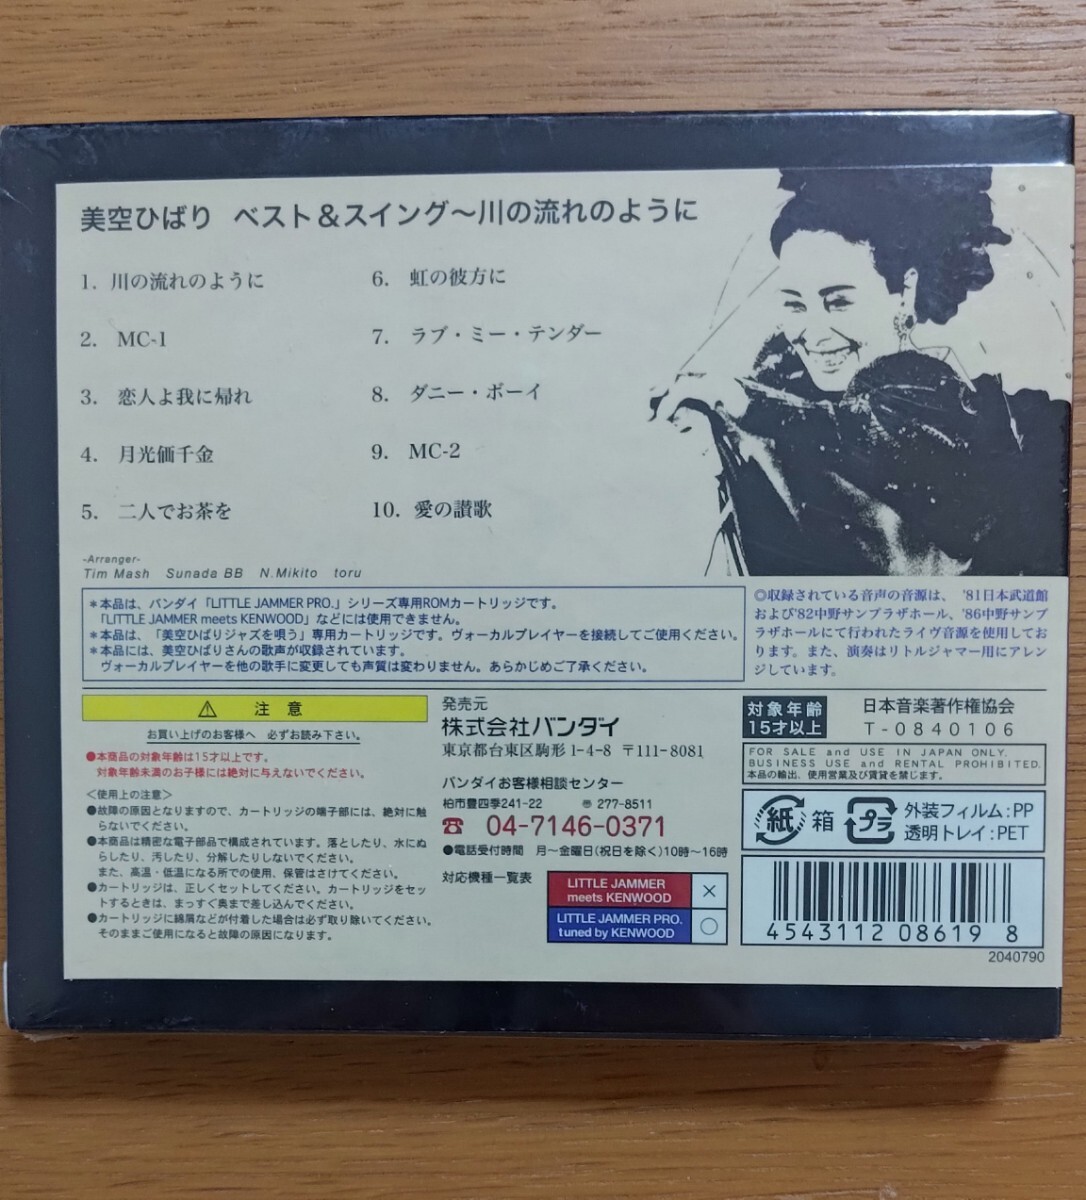 美空ひばり ベスト&スイング～川の流れのように
1. 川の流れのように
2. MC-1
3. 恋人よ我に帰れ
4. 月光価千金
5. 二人でお茶を
6. 虹の彼方に
7. ラブ・ミー・テンダー
8. ダニー・ボーイ
9. MC-2
10. 愛の讃歌
-Arranger-
Tim Mash Sunada BB N.Mikito toru
＊本品は、バンダイ「LITTLE JAMMER PRO.」シリーズ専用ROMカートリッジです。
「LITTLE JAMMER meets KENWOOD」などには使用できません。
＊本品は、「美空ひばりジャズを唄う」専用カートリッジです。ヴォーカルプレイヤーを接続してご使用ください。
＊本品には、美空ひばりさんの歌声が収録されています。
ヴォーカルプレイヤーを他の歌手に変更しても声質は変わりません。あらかじめご了承ください。
◎収録されている音声の音源は、'81日本武道館
および'82中野サンプラザホール、'86中野サンプ
ラザホールにて行われたライヴ音源を使用してお
ります。また、演奏はリトルジャマー用にアレン
ジしています。
⚠ 注意
お買い上げのお客様へ 必ずお読み下さい。
●本商品の対象年齢は15才以上です。
対象年齢未満のお子様には絶対に与えないでください。
＜使用上の注意＞
●故障の原因となりますので、カートリッジの端子部には、絶対に触
らないでください。
●本商品は精密な電子部品で構成されています。落としたり、水にぬ
らしたり、汚したり、分解したりしないでください。
また、高温・低温になる所での使用、保管はさけてください。
●カートリッジは、正しくセットしてください。カートリッジをセッ
トするときは、まっすぐ奥まで差し込んでください。
●カートリッジに綿屑などが付着した場合は必ず取り除いてください。
そのままご使用になると故障の原因になります。
発売元
株式会社バンダイ
東京都台東区駒形1-4-8 〒111-8081
バンダイお客様相談センター
柏市豊四季241-22 〒277-8511
☎ 04-7146-0371
●電話受付時間 月～金曜日(祝日を除く)10時～16時
対応機種一覧表
LITTLE JAMMER
meets KENWOOD
×
LITTLE JAMMER PRO.
tuned by KENWOOD
○
対象年齢
15才以上
日本音楽著作権協会
T-0840106
FOR SALE and USE IN JAPAN ONLY.
BUSINESS USE and RENTAL PROHIBITED.
本品の輸出、使用営業及び賃貸を禁じます。
紙 箱
プラ
外装フィルム:PP
透明トレイ:PET
4543112 08619 8
2040790